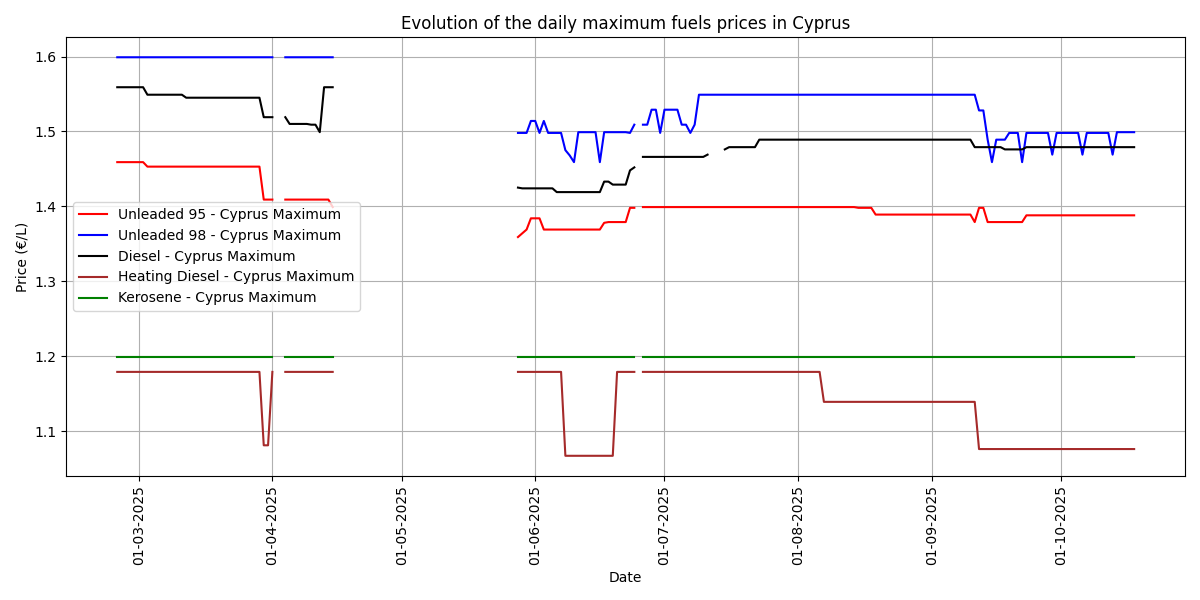 Evolution of the daily maximum fuels prices in Cyprus
Price (€/L)
1.6
1.5
1.4
1.3
1.2
1.1
Unleaded 95 - Cyprus Maximum
Unleaded 98 - Cyprus Maximum
Diesel - Cyprus Maximum
Heating Diesel - Cyprus Maximum
Kerosene - Cyprus Maximum
01-03-2025
01-04-2025
01-05-2025
01-06-2025
01-07-2025
01-08-2025
01-09-2025
01-10-2025
Date